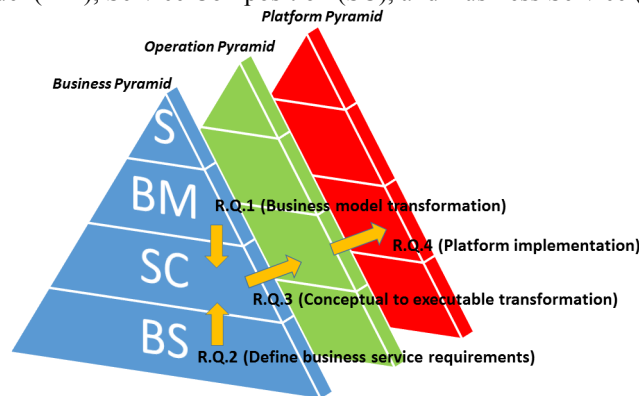 Platform Pyramid
Operation Pyramid
Business Pyramid
S
BM
R.Q.1 (Business model transformation)
R.Q.4 (Platform implementation)
SC
R.Q.3 (Conceptual to executable transformation)
BS
R.Q.2 (Define business service requirements)